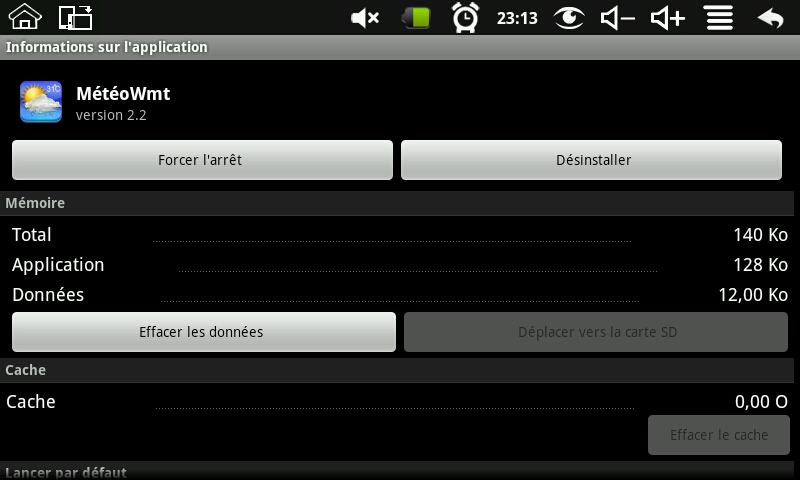 23:13
Informations sur l'application
31C
MétéoWmt
version 2.2
Forcer l'arrêt
Désinstaller
Mémoire
Total 140 Ko
Application 128 Ko
Données 12,00 Ko
Effacer les données
Déplacer vers la carte SD
Cache
Cache 0,00 O
Effacer le cache
Lancer par défaut